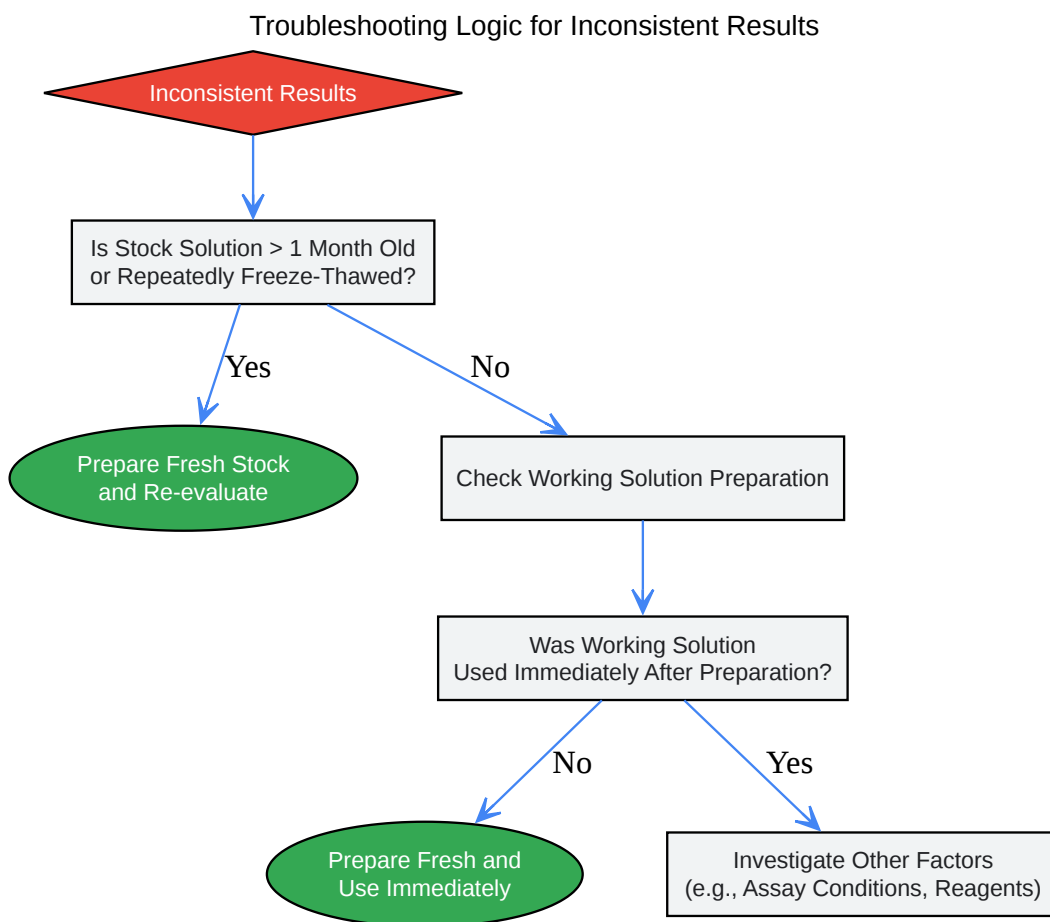 Troubleshooting Logic for Inconsistent Results
Inconsistent Results
Is Stock Solution > 1 Month Old
or Repeatedly Freeze-Thawed?
Yes
No
Prepare Fresh Stock
and Re-evaluate
Check Working Solution Preparation
Was Working Solution
Used Immediately After Preparation?
No
Yes
Prepare Fresh and
Use Immediately
Investigate Other Factors
(e.g., Assay Conditions, Reagents)